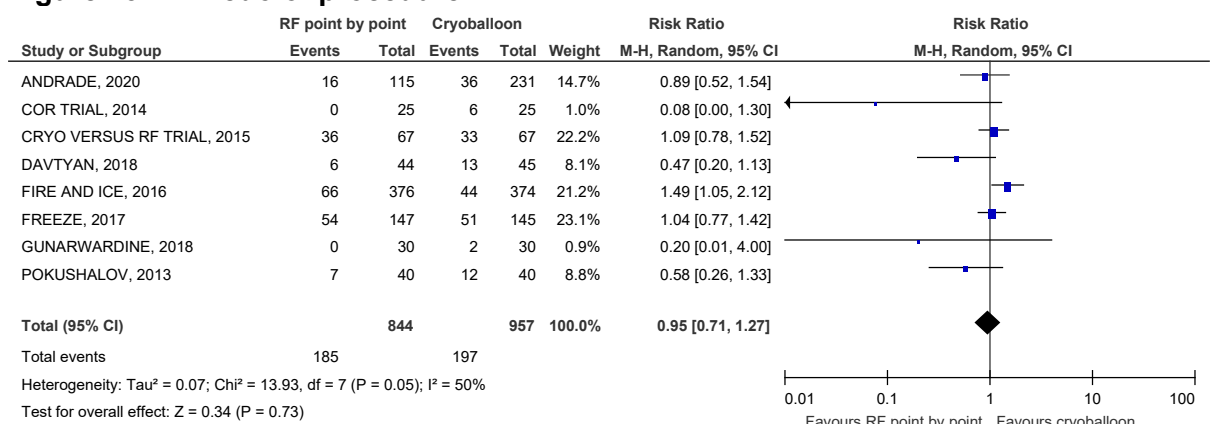 RF point by point Cryoballoon Risk Ratio Risk Ratio
Study or Subgroup Events Total Events Total Weight M-H, Random, 95% CI M-H, Random, 95% CI
ANDRADE, 2020 16 115 36 231 14.7% 0.89 [0.52, 1.54]
COR TRIAL, 2014 0 25 6 25 1.0% 0.08 [0.00, 1.30]
CRYO VERSUS RF TRIAL, 2015 36 67 33 67 22.2% 1.09 [0.78, 1.52]
DAVTYAN, 2018 6 44 13 45 8.1% 0.47 [0.20, 1.13]
FIRE AND ICE, 2016 66 376 44 374 21.2% 1.49 [1.05, 2.12]
FREEZE, 2017 54 147 51 145 23.1% 1.04 [0.77, 1.42]
GUNARWARDINE, 2018 0 30 2 30 0.9% 0.20 [0.01, 4.00]
POKUSHALOV, 2013 7 40 12 40 8.8% 0.58 [0.26, 1.33]
Total (95% CI) 844 957 100.0% 0.95 [0.71, 1.27]
Total events 185 197
Heterogeneity: Tau² = 0.07; Chi² = 13.93, df = 7 (P = 0.05); I² = 50%
Test for overall effect: Z = 0.34 (P = 0.73)
0.01 0.1 1 10 100
Favours RF point by point Favours cryoballoon